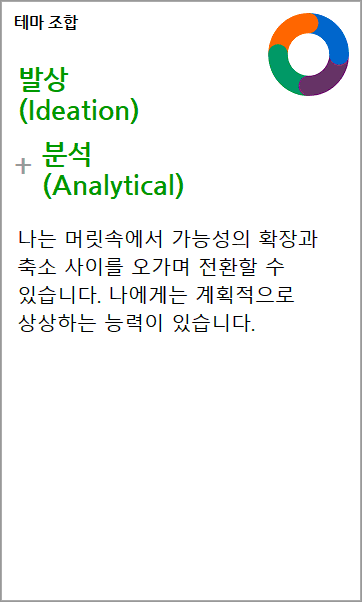 테마 조합
발상
(Ideation)
+ 분석
(Analytical)
나는 머릿속에서 가능성의 확장과
축소 사이를 오가며 전환할 수
있습니다. 나에게는 계획적으로
상상하는 능력이 있습니다.